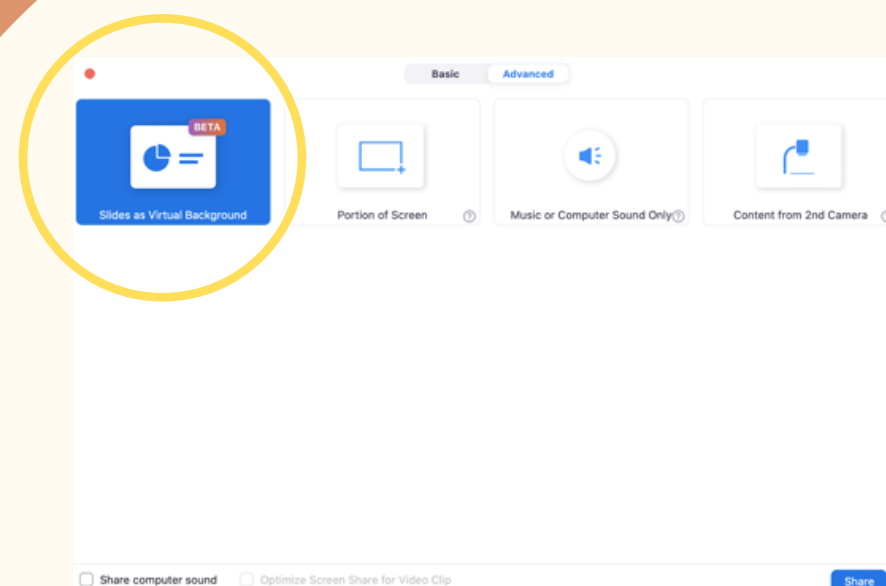 Basic
Advanced
BETA
Slides as Virtual Background
Portion of Screen
?
Music or Computer Sound Only
?
Content from 2nd Camera
Share computer sound
Optimize Screen Share for Video Clip
Share